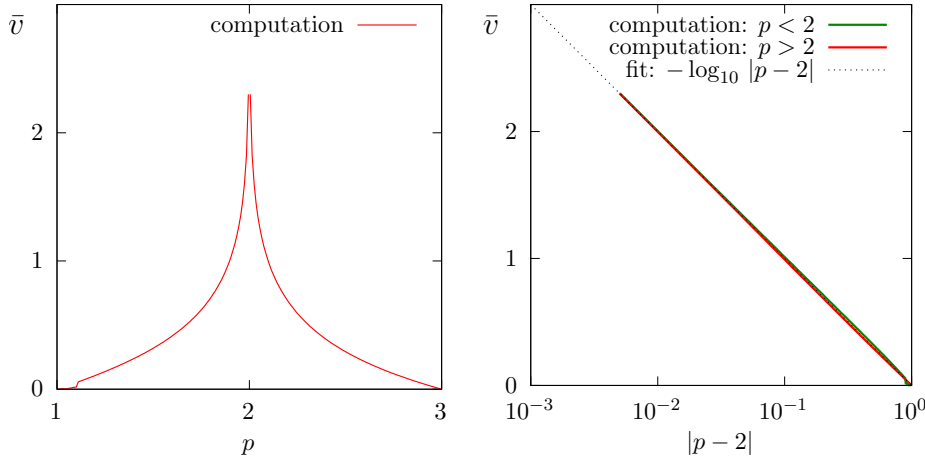 v̄
computation
2
1
0
1
2
3
p
v̄
computation: p < 2
computation: p > 2
fit: − log₁₀ |p − 2|
2
1
0
10⁻³
10⁻²
10⁻¹
10⁰
|p − 2|